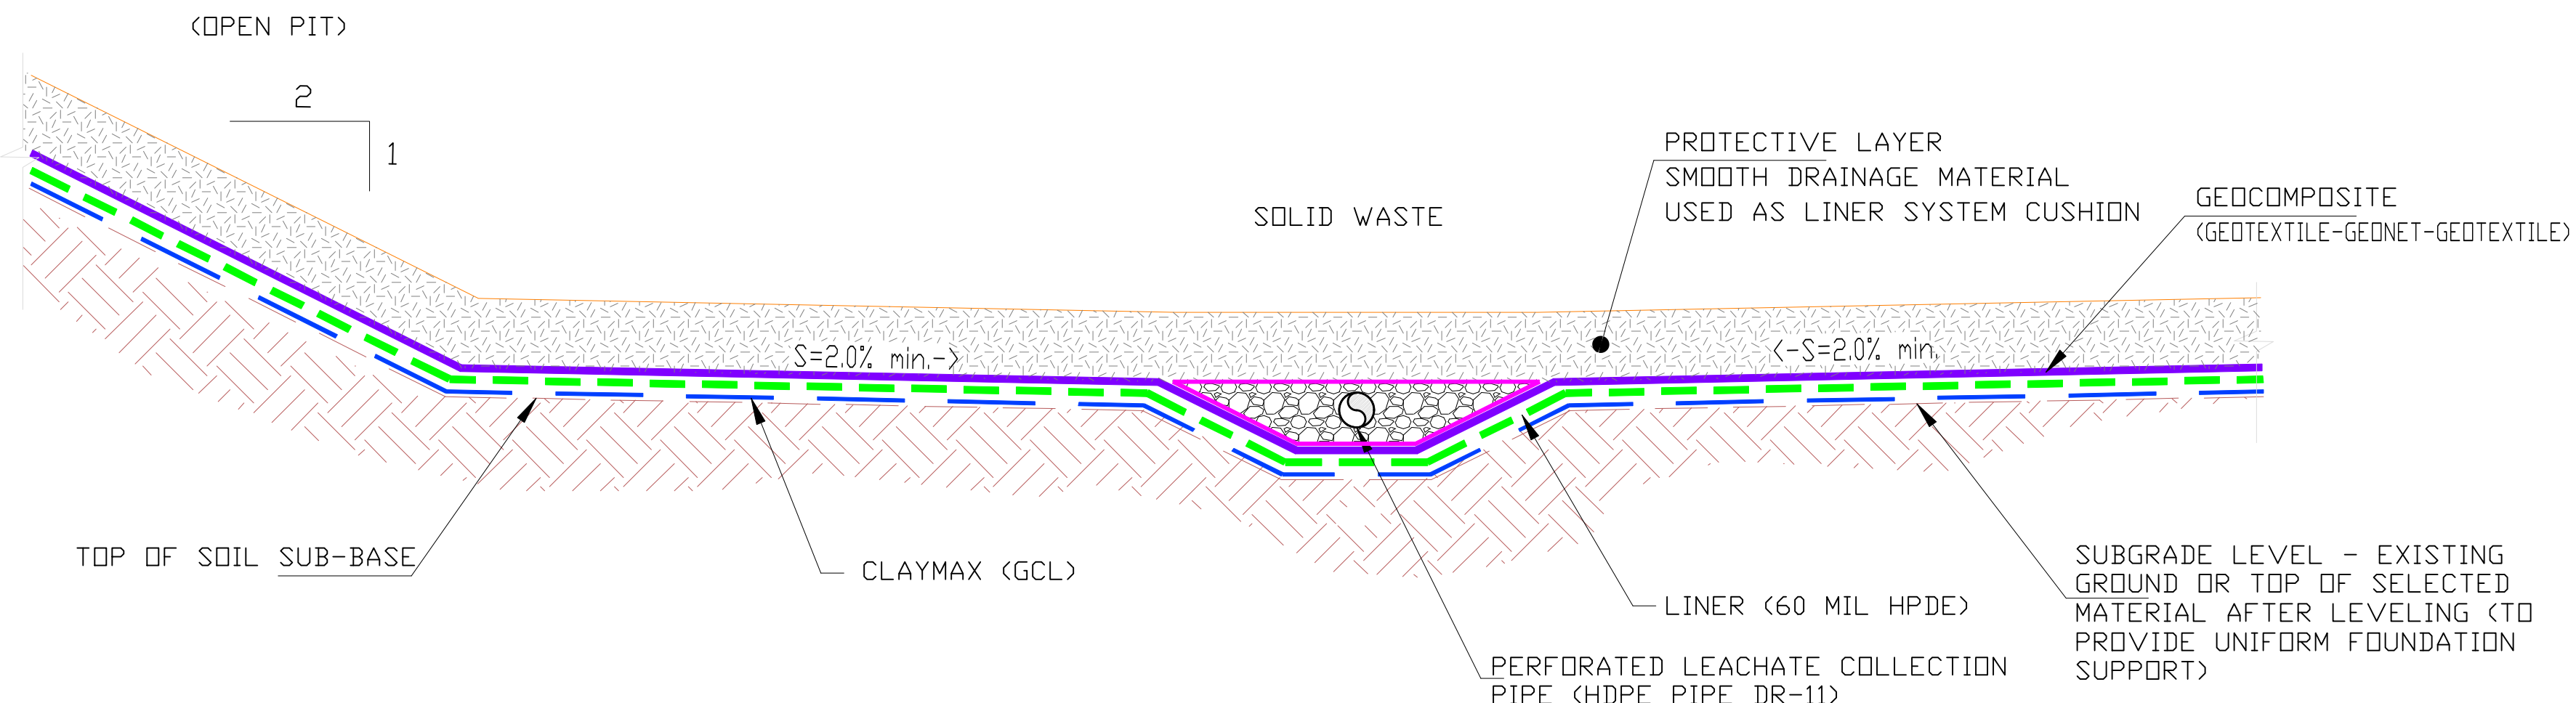 (OPEN PIT)
2
1
PROTECTIVE LAYER
SMOOTH DRAINAGE MATERIAL
USED AS LINER SYSTEM CUSHION
GEOCOMPOSITE
(GEOTEXTILE-GEONET-GEOTEXTILE)
SOLID WASTE
S=2.0% min.->
<-S=2.0% min.
TOP OF SOIL SUB-BASE
CLAYMAX (GCL)
LINER (60 MIL HPDE)
SUBGRADE LEVEL - EXISTING
GROUND OR TOP OF SELECTED
MATERIAL AFTER LEVELING (TO
PROVIDE UNIFORM FOUNDATION
SUPPORT)
PERFORATED LEACHATE COLLECTION
PIPE (HDPE PIPE DR-11)